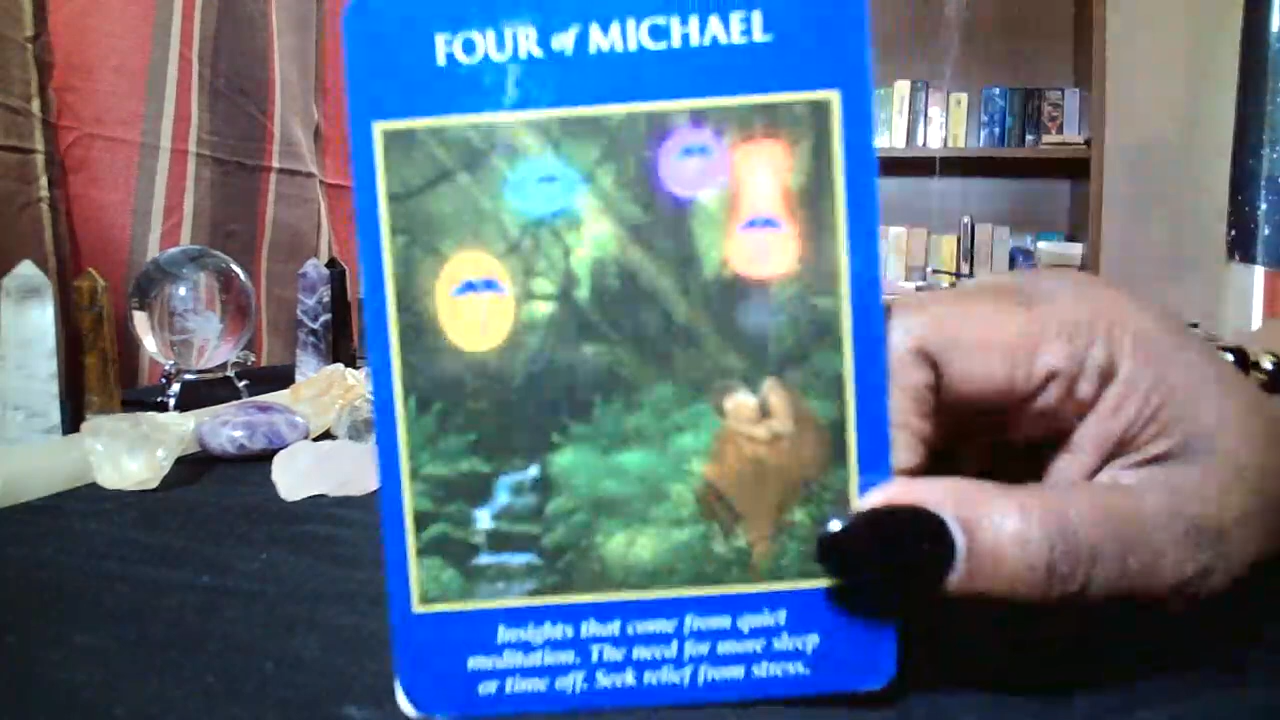 FOUR of MICHAEL
Insights that come from quiet
meditation. The need for more sleep
or time off. Seek relief from stress.